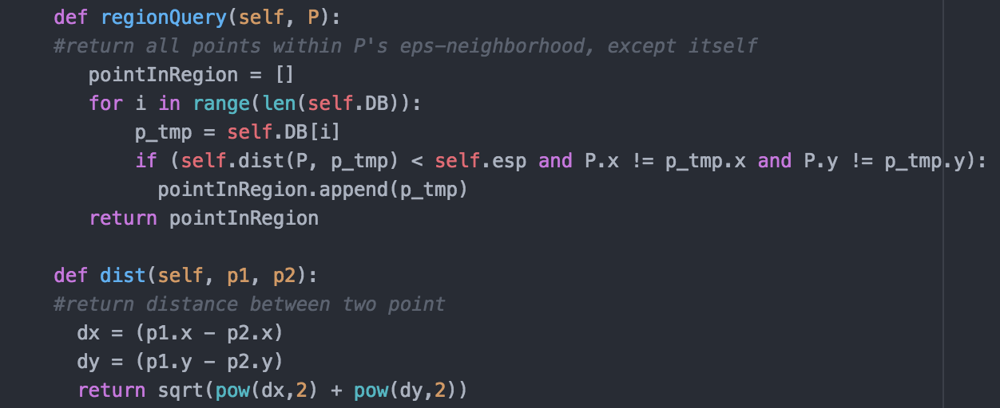 def regionQuery(self, P):
#return all points within P's eps-neighborhood, except itself
pointInRegion = []
for i in range(len(self.DB)):
p_tmp = self.DB[i]
if (self.dist(P, p_tmp) < self.esp and P.x != p_tmp.x and P.y != p_tmp.y):
pointInRegion.append(p_tmp)
return pointInRegion
def dist(self, p1, p2):
#return distance between two point
dx = (p1.x - p2.x)
dy = (p1.y - p2.y)
return sqrt(pow(dx,2) + pow(dy,2))